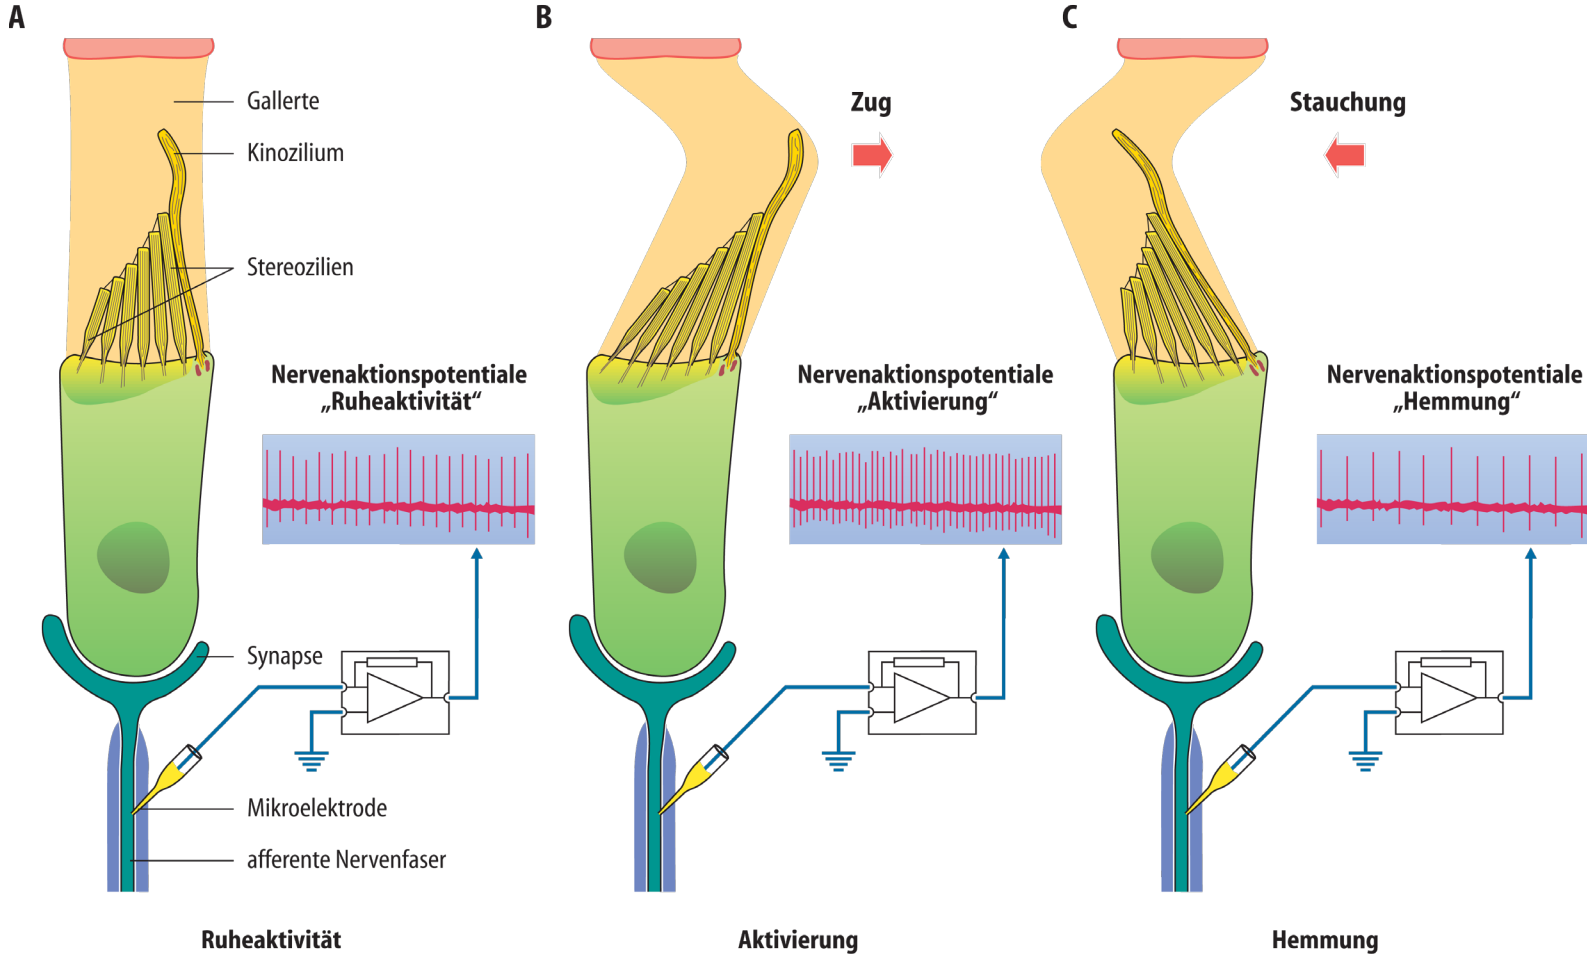 A
B
C
Gallerte
Kinozilium
Stereozilien
Zug
Stauchung
Nervenaktionspotentiale
„Ruheaktivität“
Nervenaktionspotentiale
„Aktivierung“
Nervenaktionspotentiale
„Hemmung“
Synapse
Mikroelektrode
afferente Nervenfaser
Ruheaktivität
Aktivierung
Hemmung